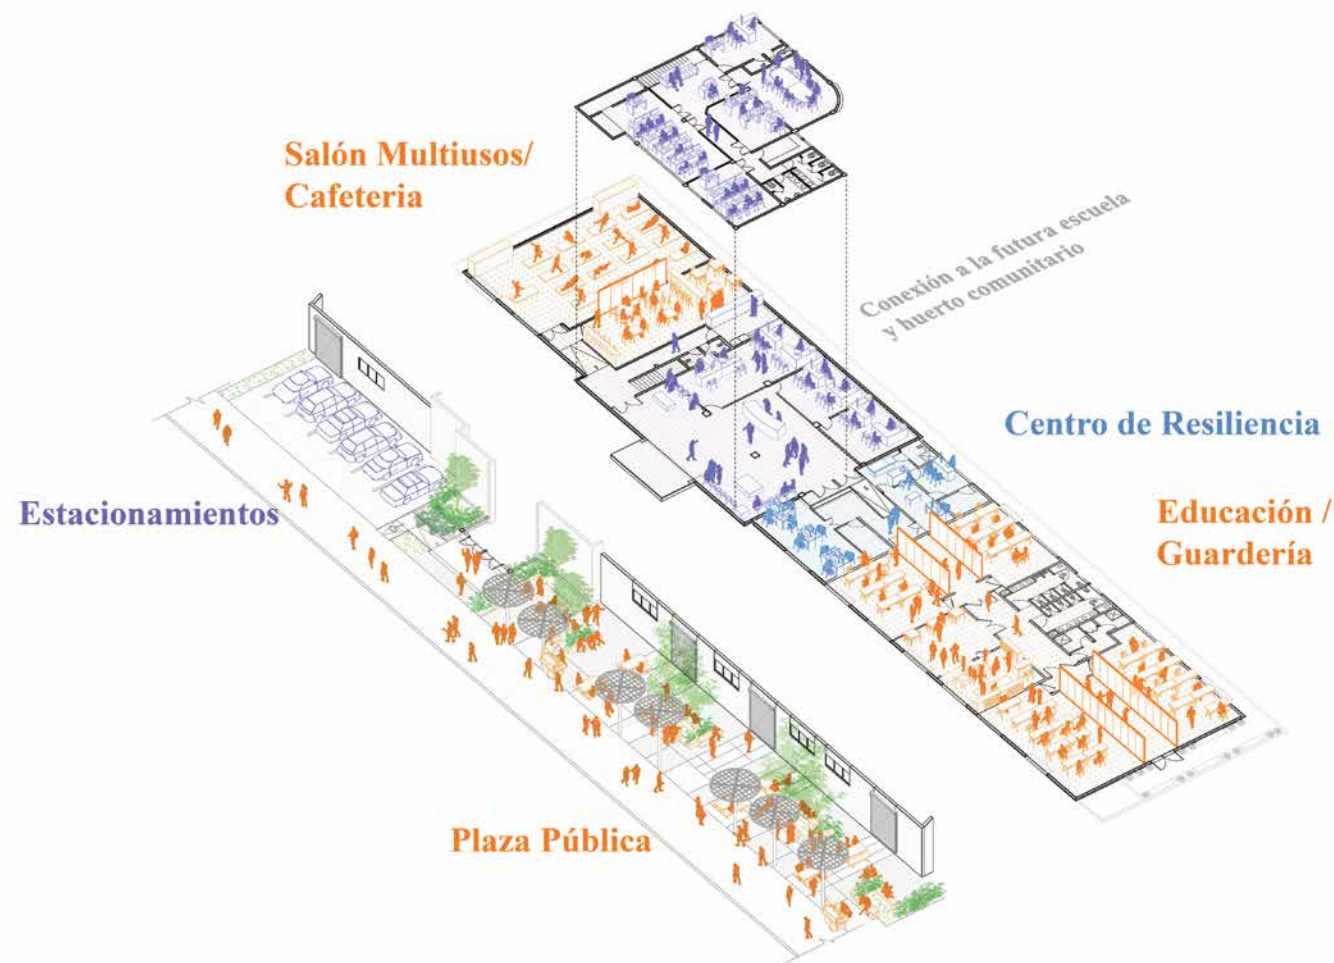 Salón Multiusos/
Cafeteria
Conexión a la futura escuela
y huerto comunitario
Centro de Resiliencia
Estacionamientos
Educación /
Guardería
Plaza Pública